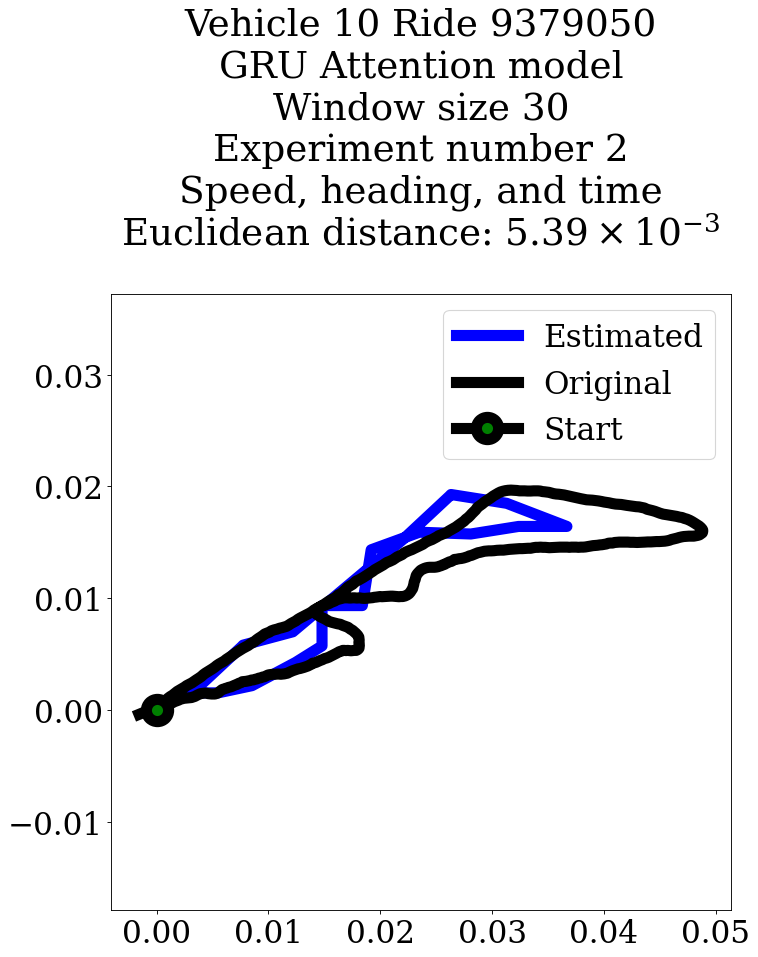 Vehicle 10 Ride 9379050
GRU Attention model
Window size 30
Experiment number 2
Speed, heading, and time
Euclidean distance: 5.39 × 10⁻³
Estimated
Original
Start
0.03
0.02
0.01
0.00
−0.01
0.00 0.01 0.02 0.03 0.04 0.05